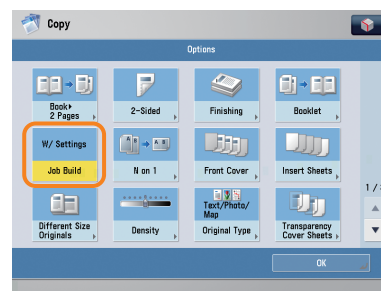 Copy
Options
Book▸
2 Pages
2-Sided
Finishing
Booklet
W/ Settings
Job Build
N on 1
Front Cover
Insert Sheets
1/
Different Size
Originals
Density
Text/Photo/
Map
Original Type
Transparency
Cover Sheets
OK